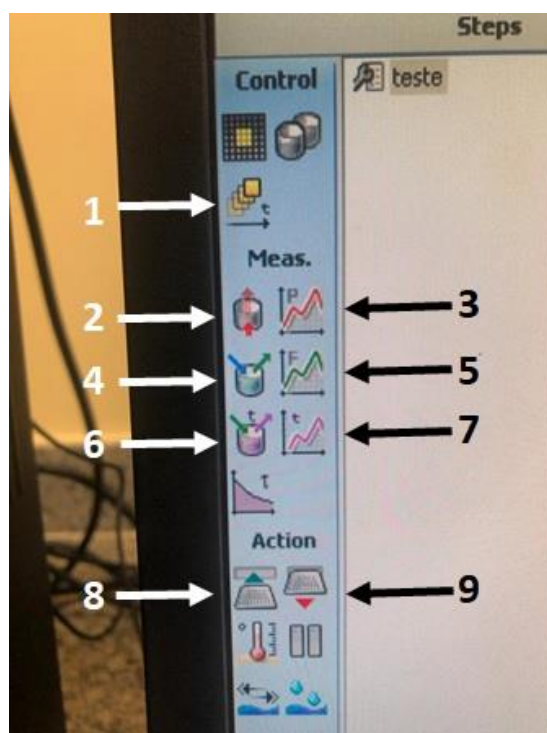 Steps
Control
teste
1
t
Meas.
2
P
3
4
F
5
6
t
t
7
τ
Action
8
9